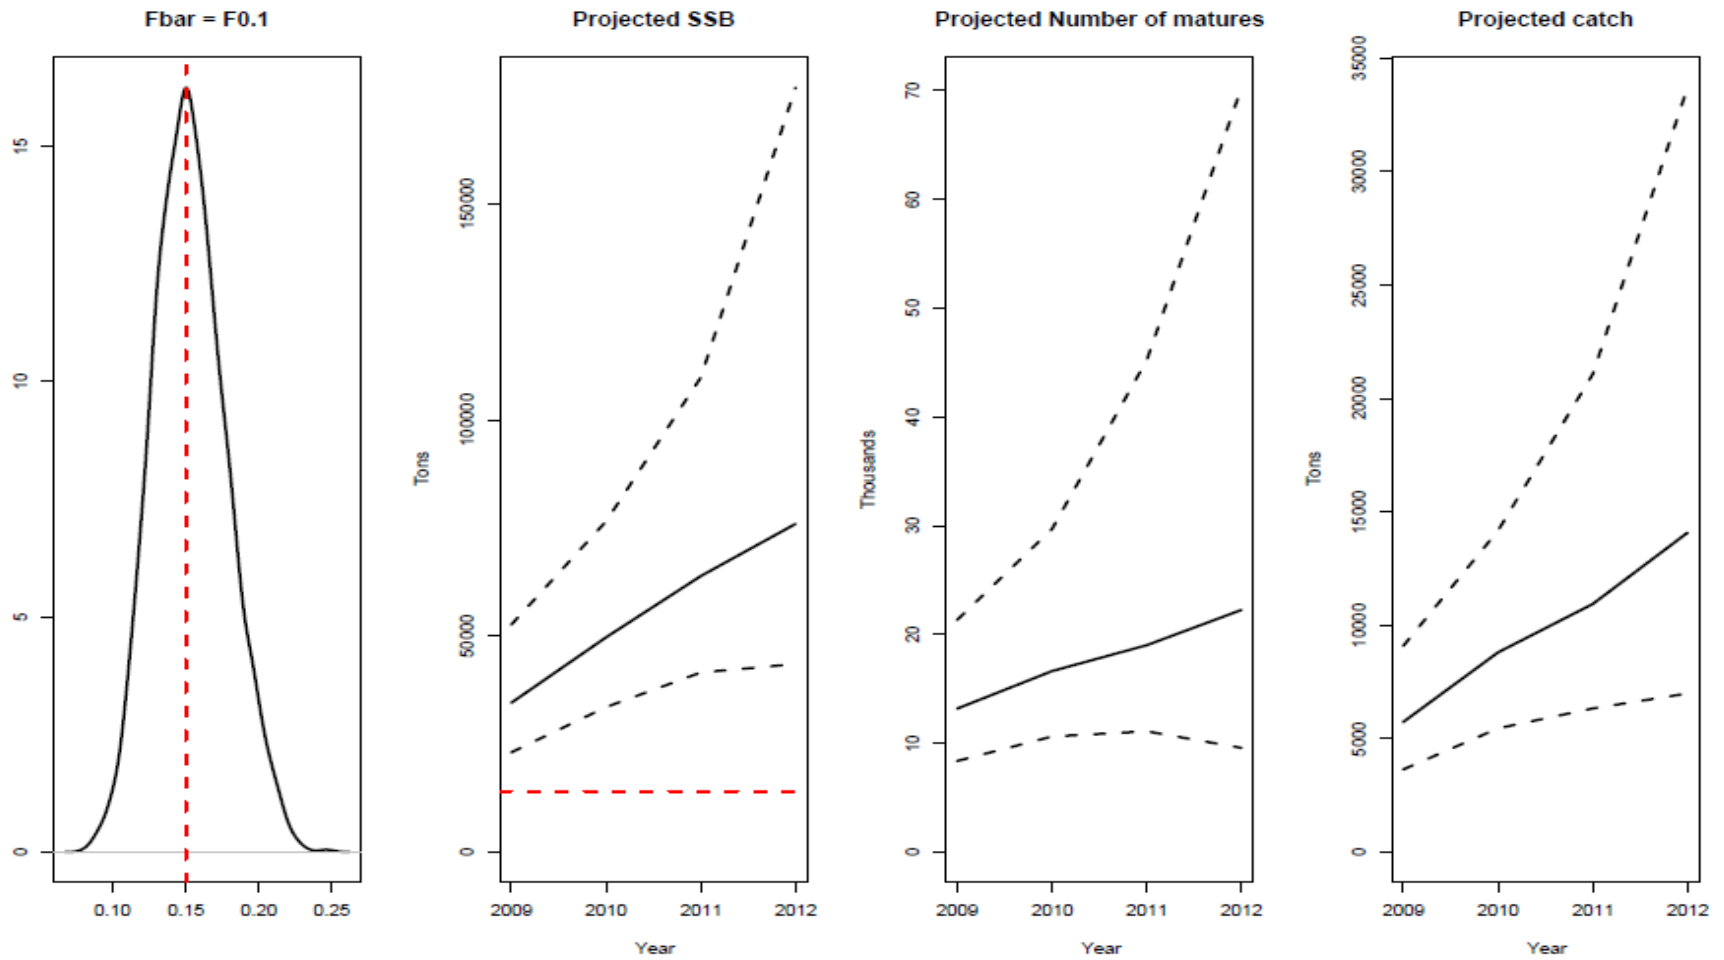 Fbar = F0.1
15
10
5
0
0.10 0.15 0.20 0.25
Projected SSB
Tons
150000
100000
50000
0
2009 2010 2011 2012
Year
Projected Number of matures
Thousands
70
60
50
40
30
20
10
0
2009 2010 2011 2012
Year
Projected catch
Tons
35000
30000
25000
20000
15000
10000
5000
0
2009 2010 2011 2012
Year